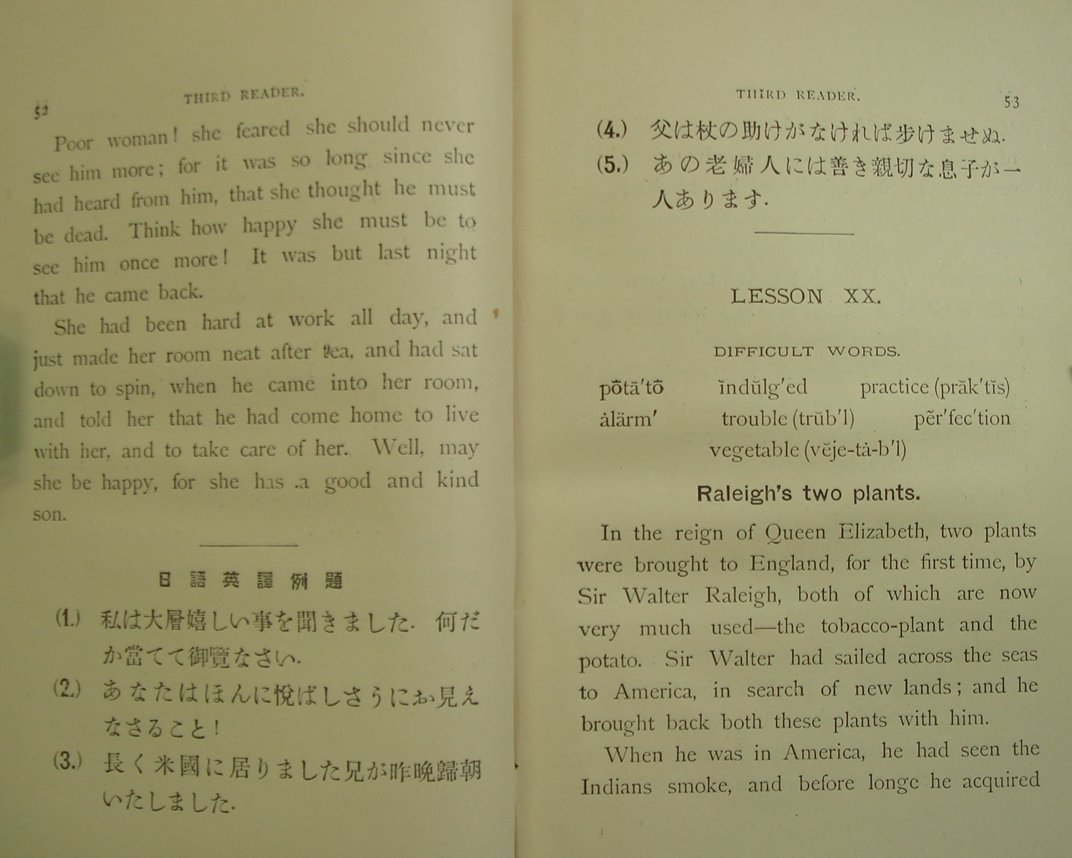 52
THIRD READER.
Poor woman! she feared she should never
see him more; for it was so long since she
had heard from him, that she thought he must
be dead. Think how happy she must be to
see him once more! It was but last night
that he came back.
She had been hard at work all day, and
just made her room neat after tea, and had sat
down to spin, when he came into her room,
and told her that he had come home to live
with her, and to take care of her. Well, may
she be happy, for she has a good and kind
son.
日語英譯例題
(1.) 私は大層嬉しい事を聞きました. 何だ
か當てて御覽なさい.
(2.) あなたはほんに悅ばしさうにお見え
なさること!
(3.) 長く米國に居りました兄が昨晩歸朝
いたしました.
THIRD READER.
53
(4.) 父は杖の助けがなければ步けませぬ.
(5.) あの老婦人には善き親切な息子が一
人あります.
LESSON XX.
DIFFICULT WORDS.
pōtā′tō ĭndŭlg′ed practice (prăk′tĭs)
ȧlärm′ trouble (trŭb′l) pẽr′fec′tion
vegetable (vĕje-tȧ-b′l)
Raleigh's two plants.
In the reign of Queen Elizabeth, two plants
were brought to England, for the first time, by
Sir Walter Raleigh, both of which are now
very much used—the tobacco-plant and the
potato. Sir Walter had sailed across the seas
to America, in search of new lands; and he
brought back both these plants with him.
When he was in America, he had seen the
Indians smoke, and before longe he acquired